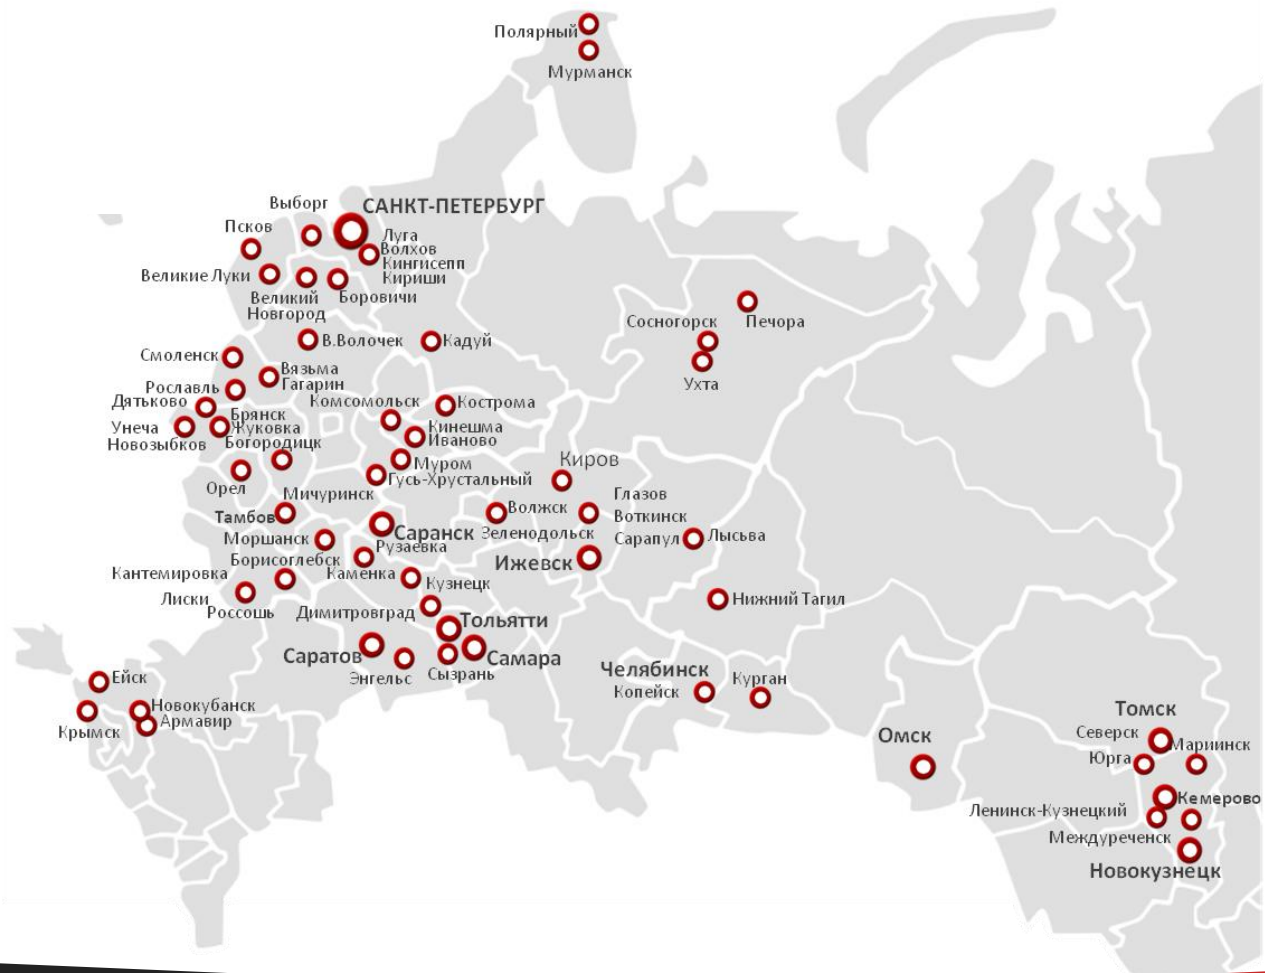 Полярный
Мурманск
Выборг
САНКТ-ПЕТЕРБУРГ
Псков
Луга
Волхов
Кингисепп
Кириши
Великие Луки
Великий
Новгород
Боровичи
Сосногорск
Печора
В.Волочек
Кадуй
Смоленск
Ухта
Вязьма
Гагарин
Рославль
Дятьково
Комсомольск
Кострома
Брянск
Унеча
Жуковка
Кинешма
Новозыбков
Богородицк
Иваново
Киров
Муром
Гусь-Хрустальный
Орел
Мичуринск
Глазов
Волжск
Тамбов
Воткинск
Саранск
Зеленодольск
Моршанск
Сарапул
Лысьва
Рузаевка
Борисоглебск
Ижевск
Кантемировка
Каменка
Кузнецк
Лиски
Нижний Тагил
Россошь
Димитровград
Тольятти
Саратов
Самара
Сызрань
Энгельс
Челябинск
Ейск
Курган
Копейск
Новокубанск
Томск
Армавир
Крымск
Северск
Омск
Мариинск
Юрга
Кемерово
Ленинск-Кузнецкий
Междуреченск
Новокузнецк